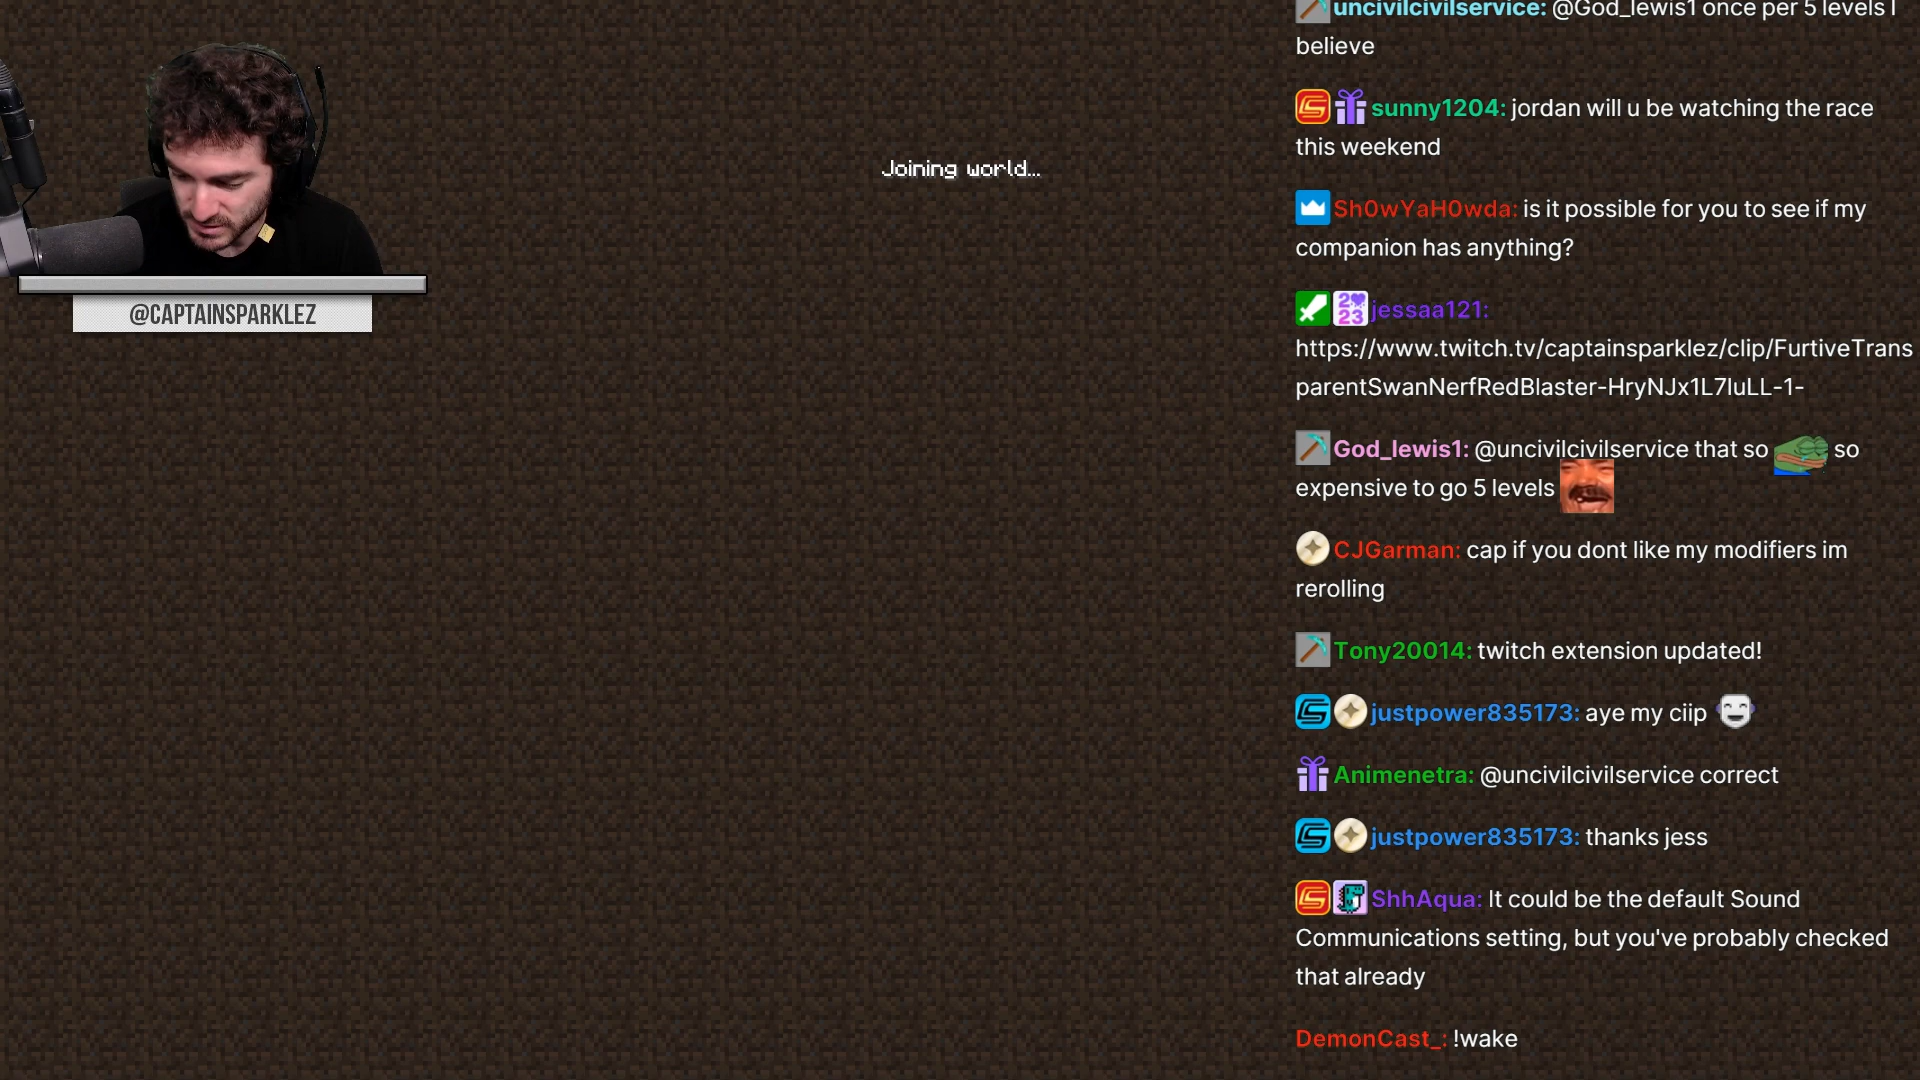 Joining world...
@CAPTAINSPARKLEZ
uncivilcivilservice: @God_lewis1 once per 5 levels I
believe
sunny1204: jordan will u be watching the race
this weekend
Sh0wYaH0wda: is it possible for you to see if my
companion has anything?
2 23 jessaa121:
https://www.twitch.tv/captainsparklez/clip/FurtiveTrans
parentSwanNerfRedBlaster-HryNJx1L7IuLL-1-
God_lewis1: @uncivilcivilservice that so so
expensive to go 5 levels
CJGarman: cap if you dont like my modifiers im
rerolling
Tony20014: twitch extension updated!
justpower835173: aye my ciip
Animenetra: @uncivilcivilservice correct
justpower835173: thanks jess
ShhAqua: It could be the default Sound
Communications setting, but you've probably checked
that already
DemonCast_: !wake